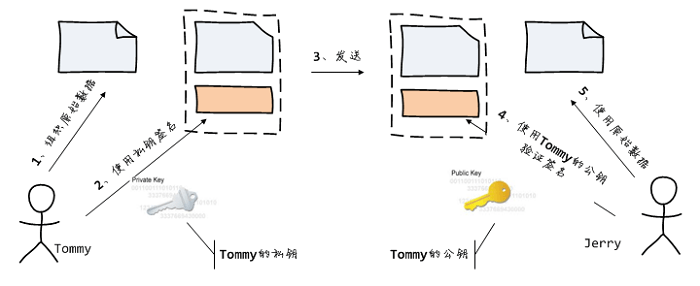 1、组织原始数据
2、使用私钥签名
3、发送
4、使用Tommy的公钥
验证签名
5、使用原始数据
Private Key
Public Key
Tommy
Tommy的私钥
Tommy的公钥
Jerry